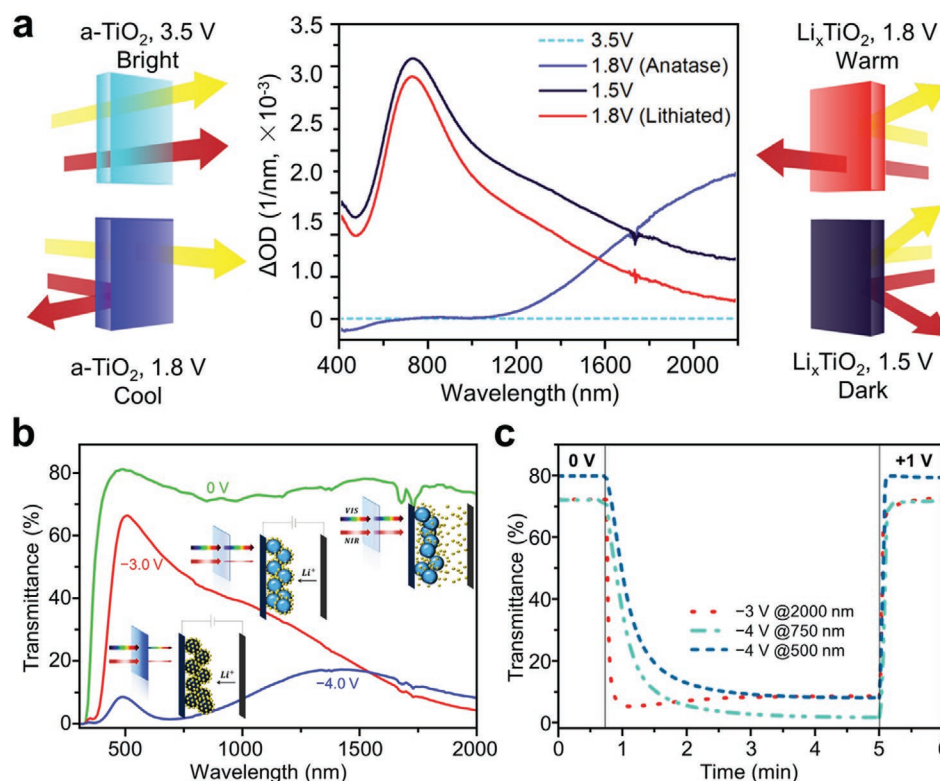 a
a-TiO₂, 3.5 V
Bright
a-TiO₂, 1.8 V
Cool
ΔOD (1/nm, ×10⁻³)
3.0
2.5
3.0
1.5
1.0
0
400
800
1200
1600
2000
Wavelength (nm)
3.5V
1.8V (Anatase)
1.5V
1.8V (Lithiated)
LiₓTiO₂, 1.8 V
Warm
LiₓTiO₂, 1.5 V
Dark
b
Transmittance (%)
80
60
40
20
0
500
1000
1500
2000
Wavelength (nm)
0 V
−3.0 V
−4.0 V
VIS
NIR
Li⁺
Li⁺
c
Transmittance (%)
100
80
60
40
20
0
0
1
2
3
4
5
6
Time (min)
0 V
+1 V
−3 V @2000 nm
−4 V @750 nm
−4 V @500 nm